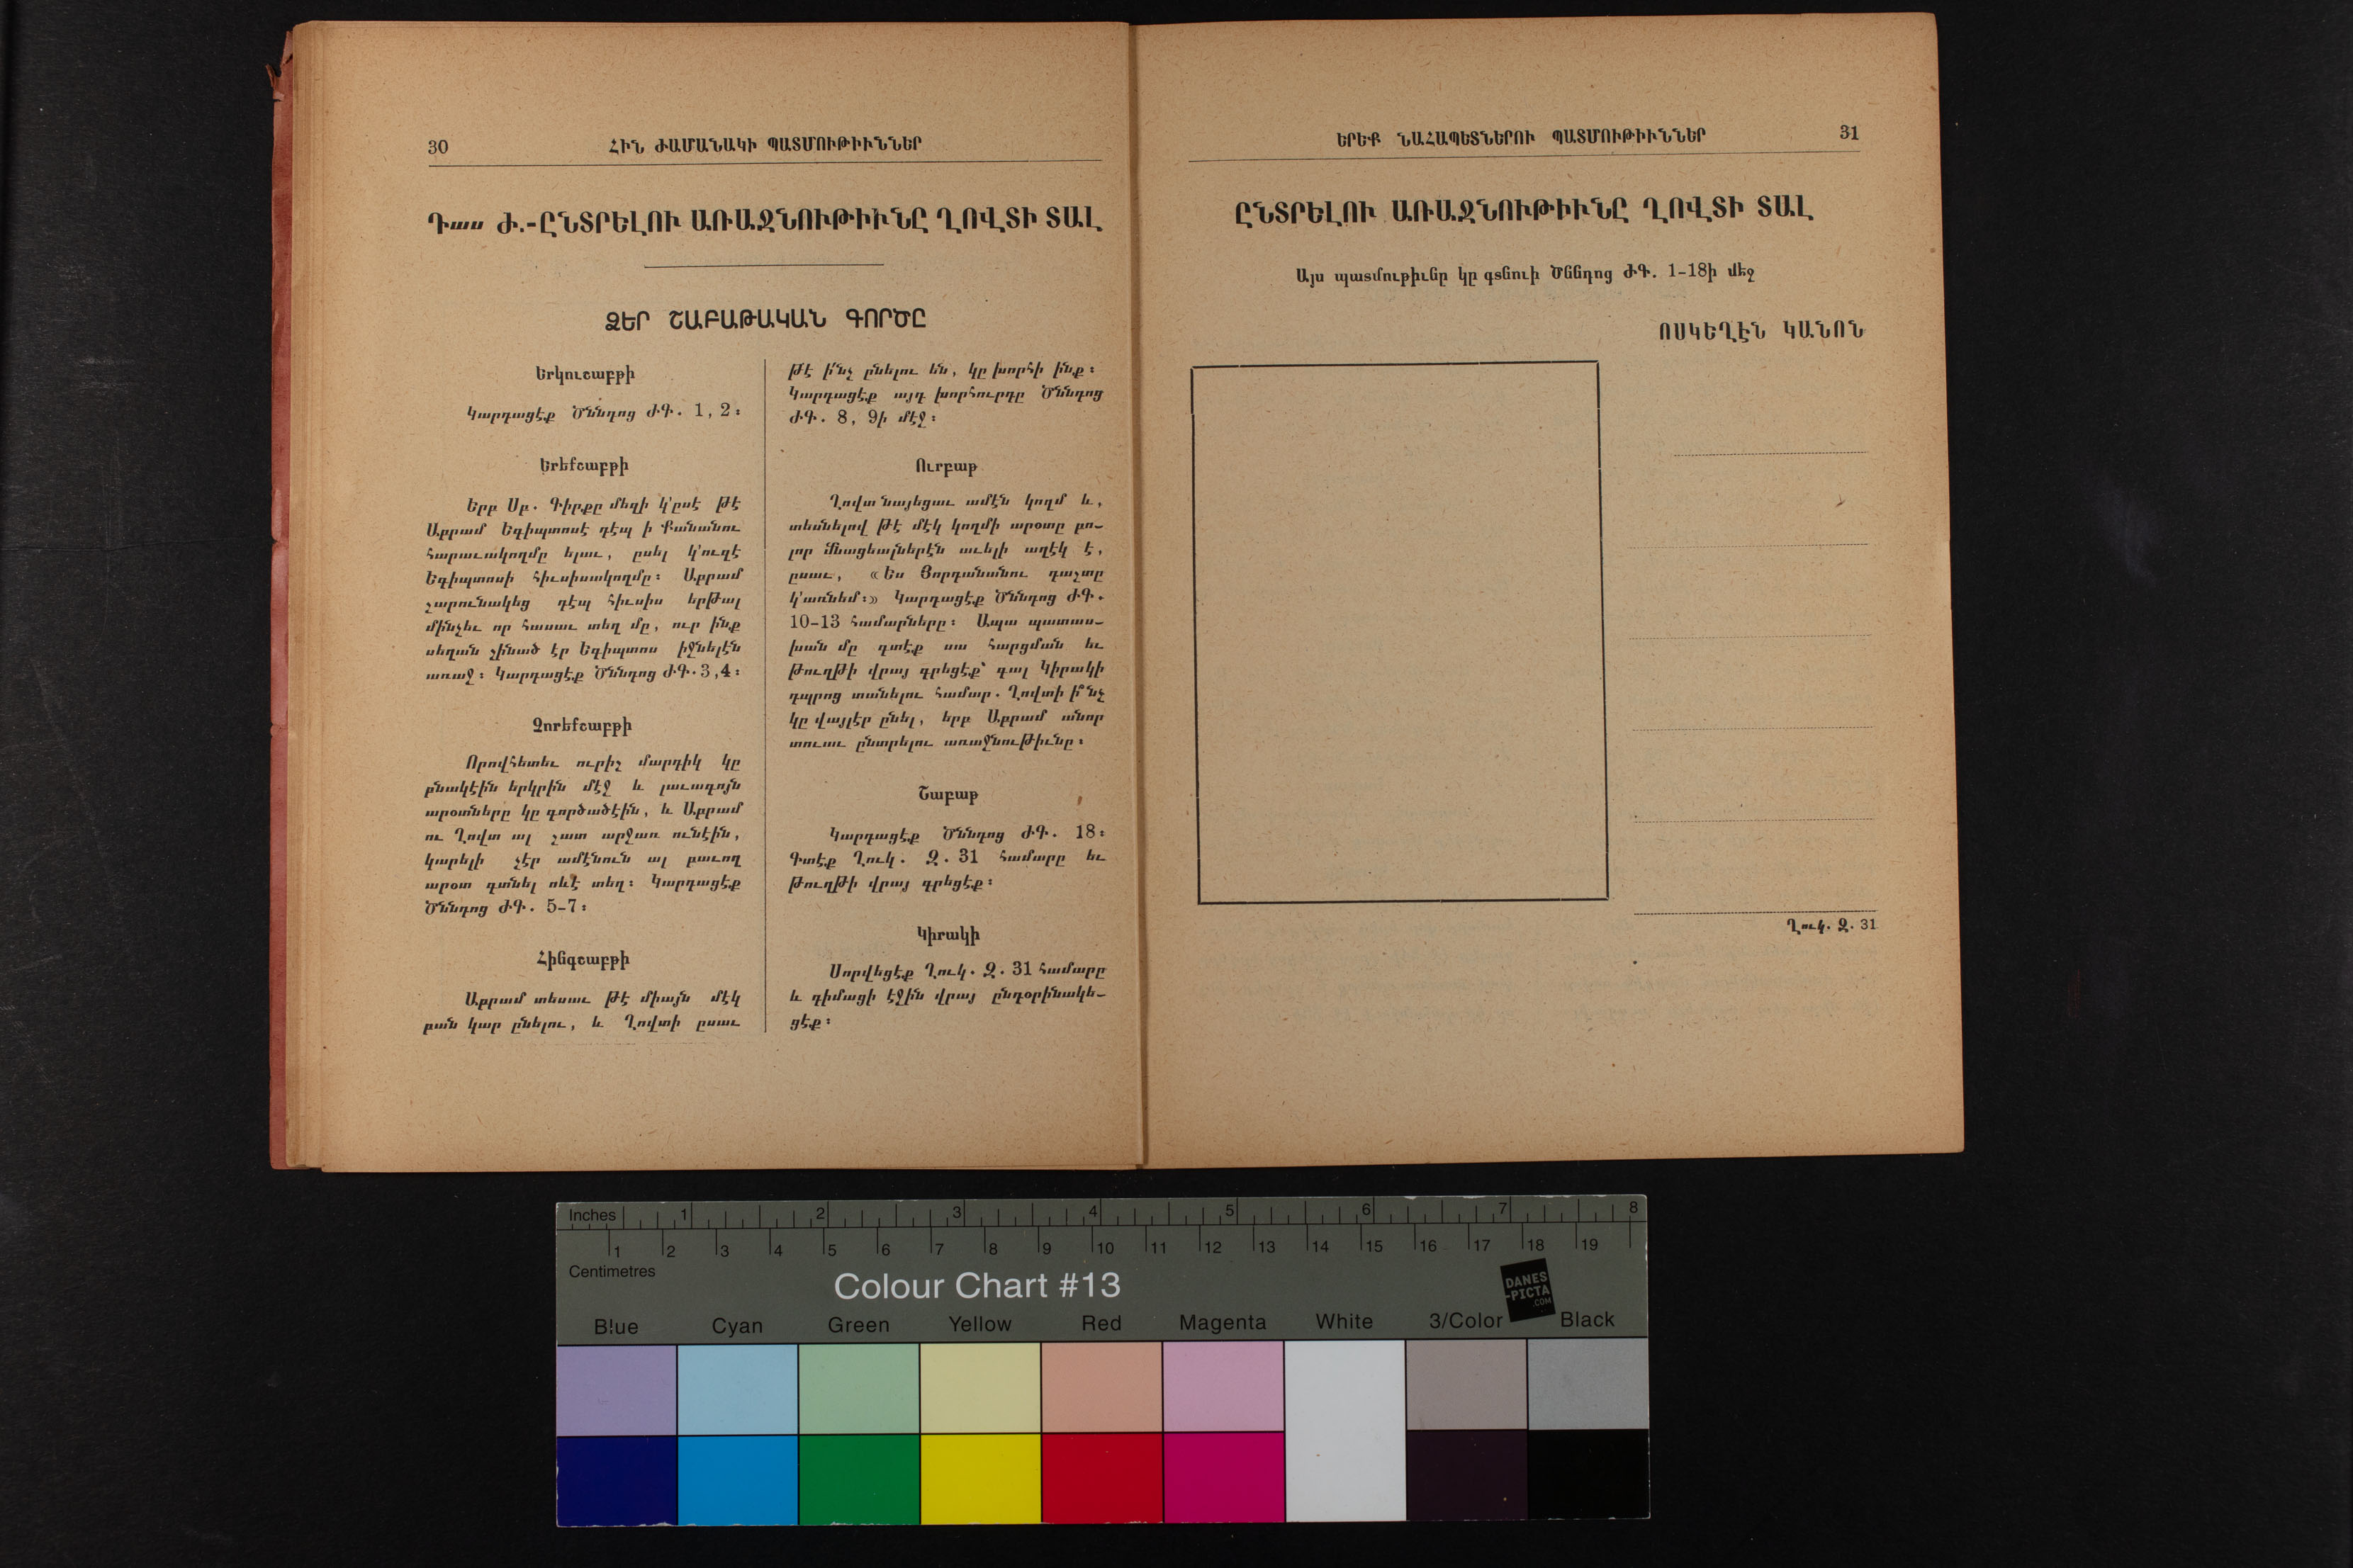 30
ՀԻՆ ԺԱՄԱՆԱԿԻ ՊԱՏՄՈՒԹԻՒՆՆԵՐ
Դաս Ժ.-ԸՆՏՐԵԼՈՒ ԱՌԱՋՆՈՒԹԻՒՆԸ ՂՈՎՏԻ ՏԱԼ
ՁԵՐ ՇԱԲԱԹԱԿԱՆ ԳՈՐԾԸ
Երկուշաբթի
Կարդացէք Ծննդոց ԺԳ. 1, 2։
Երեքշաբթի
Երբ Սբ. Գիրքը մեզի կ'ըսէ թէ
Աբրամ Եգիպտոսէ դէպ ի Քանանու
հարաւակողմը ելաւ, ըսել կ'ուզէ
Եգիպտոսի հիւսիսակողմը։ Աբրամ
շարունակեց դէպ հիւսիս երթալ
մինչեւ որ հասաւ տեղ մը, ուր ինք
սեղան շինած էր Եգիպտոս իջնելէն
առաջ։ Կարդացէք Ծննդոց ԺԳ.3,4։
Չորեքշաբթի
Որովհետեւ ուրիշ մարդիկ կը
բնակէին երկրին մէջ և լաւագոյն
արօտները կը գործածէին, և Աբրամ
ու Ղովտ ալ շատ արջառ ունէին,
կարելի չէր ամէնուն ալ բաւող
արօտ գտնել ոևէ տեղ։ Կարդացէք
Ծննդոց ԺԳ. 5-7։
Հինգշաբթի
Աբրամ տեսաւ թէ միայն մէկ
բան կար ընելու, և Ղովտի ըսաւ
թէ ի՛նչ ընելու են, կը խորհի ինք։
Կարդացէք այդ խորհուրդը Ծննդոց
ԺԳ. 8, 9ի մէջ։
Ուրբաթ
Ղովտ նայեցաւ ամէն կողմ և,
տեսնելով թէ մէկ կողմի արօտը բո-
լոր մնացեալներէն աւելի աղէկ է,
ըսաւ, «Ես Յորդանանու դաշտը
կ'առնեմ։» Կարդացէք Ծննդոց ԺԳ.
10-13 համարները։ Ապա պատաս-
խան մը գտէք սա հարցման եւ
թուղթի վրայ գրեցէք՝ գալ Կիրակի
դպրոց տանելու համար. Ղովտի ի՞նչ
կը վայլէր ընել, երբ Աբրամ անոր
տուաւ ընտրելու առաջնութիւնը։
Շաբաթ
Կարդացէք Ծննդոց ԺԳ. 18։
Գտէք Ղուկ. Զ. 31 համարը եւ
թուղթի վրայ գրեցէք։
Կիրակի
Սորվեցէք Ղուկ. Զ. 31 համարը
և դիմացի էջին վրայ ընդօրինակե-
ցէք։
ԵՐԵՔ ՆԱՀԱՊԵՏՆԵՐՈՒ ՊԱՏՄՈՒԹԻՒՆՆԵՐ
31
ԸՆՏՐԵԼՈՒ ԱՌԱՋՆՈՒԹԻՒՆԸ ՂՈՎՏԻ ՏԱԼ
Այս պատմութիւնը կը գտնուի Ծննդոց ԺԳ. 1-18ի մեջ
ՈՍԿԵՂԷՆ ԿԱՆՈՆ
Ղուկ. Զ. 31
Inches 1 2 3 4 5 6 7 8
1 2 3 4 5 6 7 8 9 10 11 12 13 14 15 16 17 18 19
Centimetres
Colour Chart #13
DANES
-PICTA
.COM
Blue Cyan Green Yellow Red Magenta White 3/Color Black